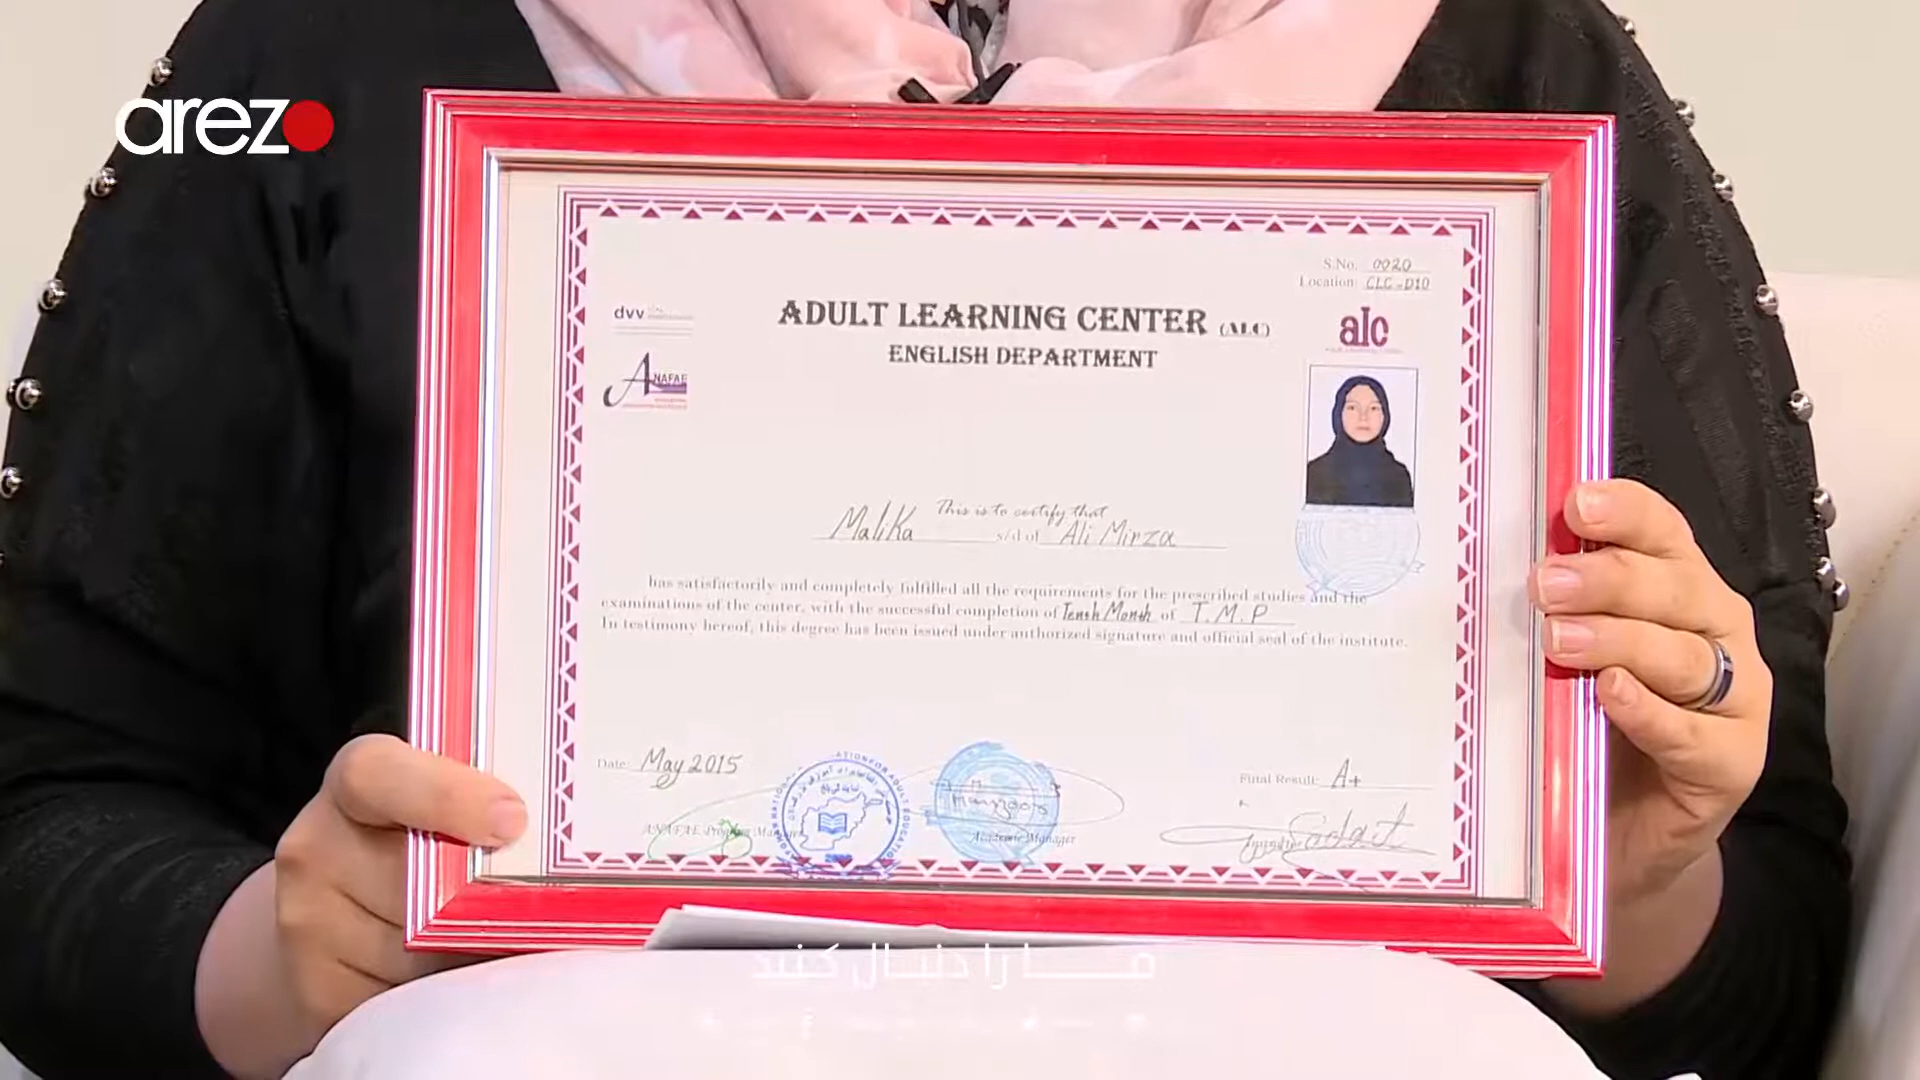 arezo
S.No. 0020
Location CLC-D10
dvv
ANAFAE
alc
ADULT LEARNING CENTER (ALC)
ENGLISH DEPARTMENT
This is to certify that
Malika s/d of Ali Mirza
has satisfactorily and completely fulfilled all the requirements for the prescribed studies and the
examinations of the center, with the successful completion of Tenth Month of T.M.P
In testimony hereof, this degree has been issued under authorized signature and official seal of the institute.
Date: May 2015
Final Result: A+
ANAFAE Program Manager
Academic Manager
Sadat
ما را دنبال کنید